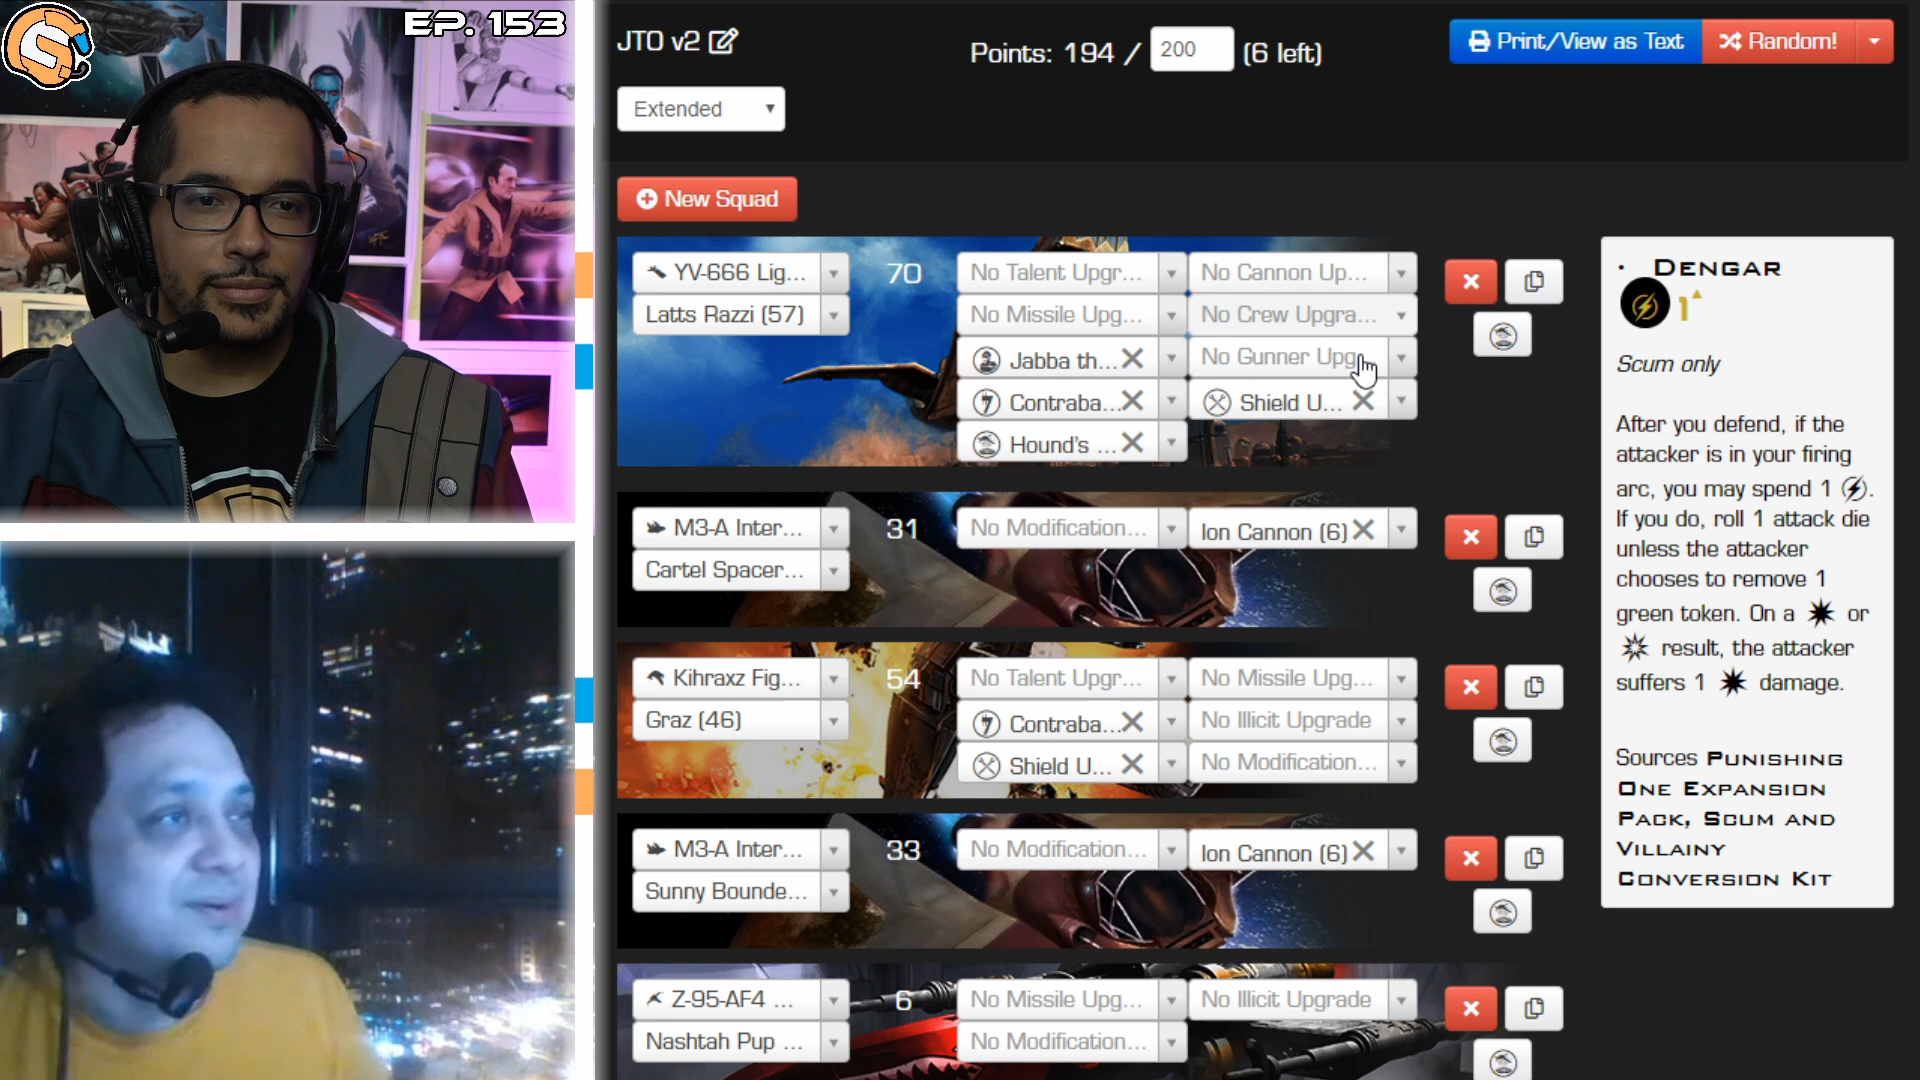 EP. 153
JTO v2
Points: 194 / 200 (6 left)
Print/View as Text
Random!
Extended
New Squad
YV-666 Lig...
70
No Talent Upgr...
No Cannon Up...
Latts Razzi (57)
No Missile Upg...
No Crew Upgra...
Jabba th...
No Gunner Upg
Contraba...
Shield U...
Hound's ...
M3-A Inter...
31
No Modification...
Ion Cannon (6)
Cartel Spacer...
Kihraxz Fig...
54
No Talent Upgr...
No Missile Upg...
Graz (46)
Contraba...
No Illicit Upgrade
Shield U...
No Modification...
M3-A Inter...
33
No Modification...
Ion Cannon (6)
Sunny Bounde...
Z-95-AF4 ...
6
No Missile Upg...
No Illicit Upgrade
Nashtah Pup ...
No Modification...
· DENGAR
1
Scum only
After you defend, if the
attacker is in your firing
arc, you may spend 1 .
If you do, roll 1 attack die
unless the attacker
chooses to remove 1
green token. On a or
result, the attacker
suffers 1 damage.
Sources PUNISHING
ONE EXPANSION
PACK, SCUM AND
VILLAINY
CONVERSION KIT